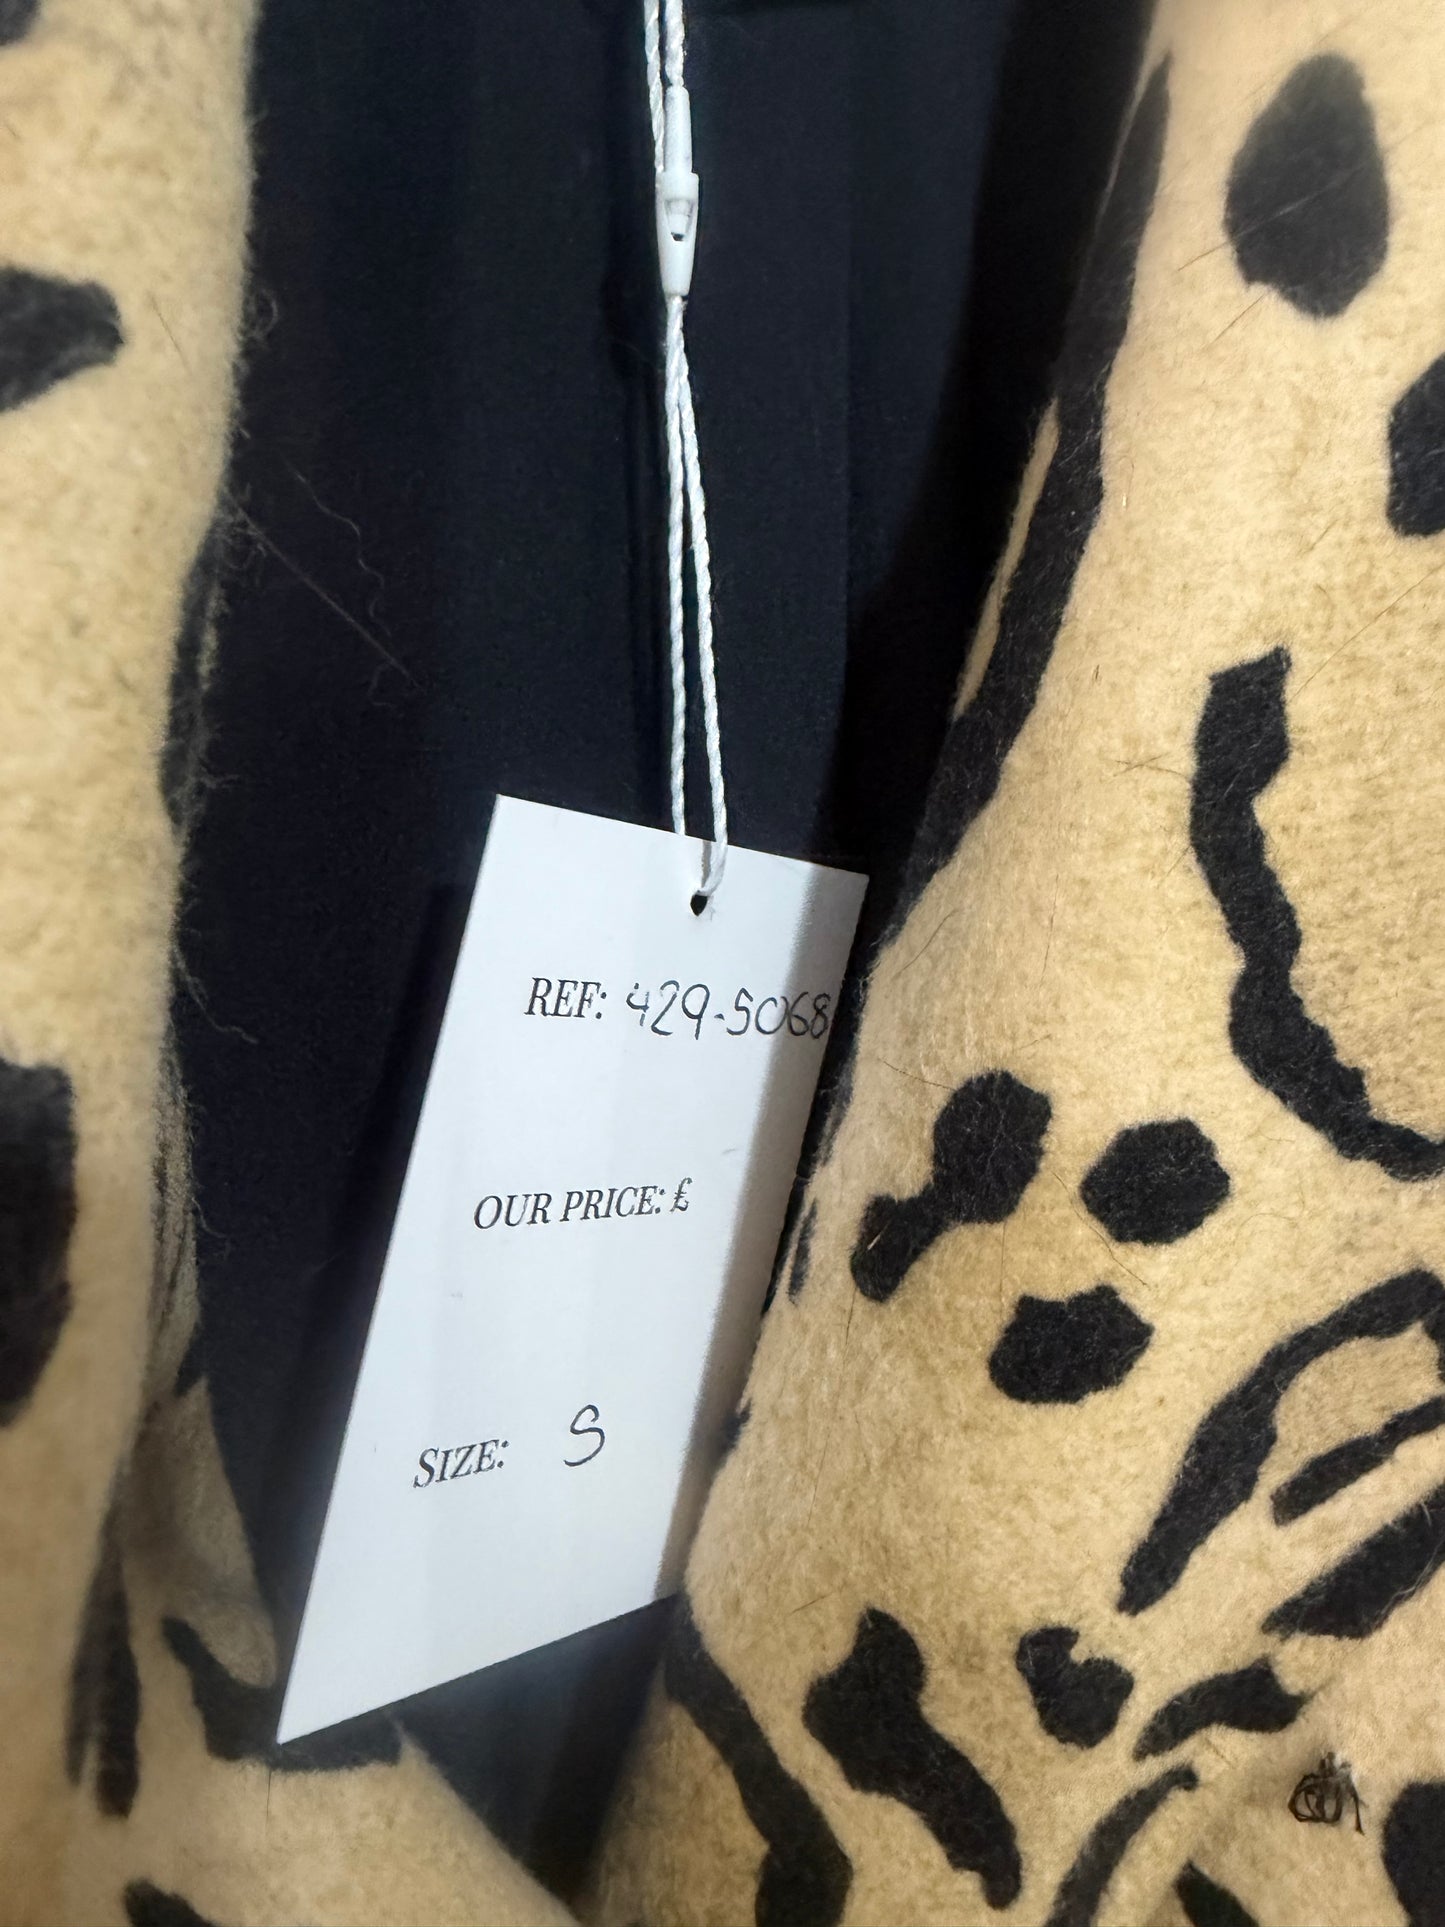 REF: 429-5068
OUR PRICE: £
SIZE: S